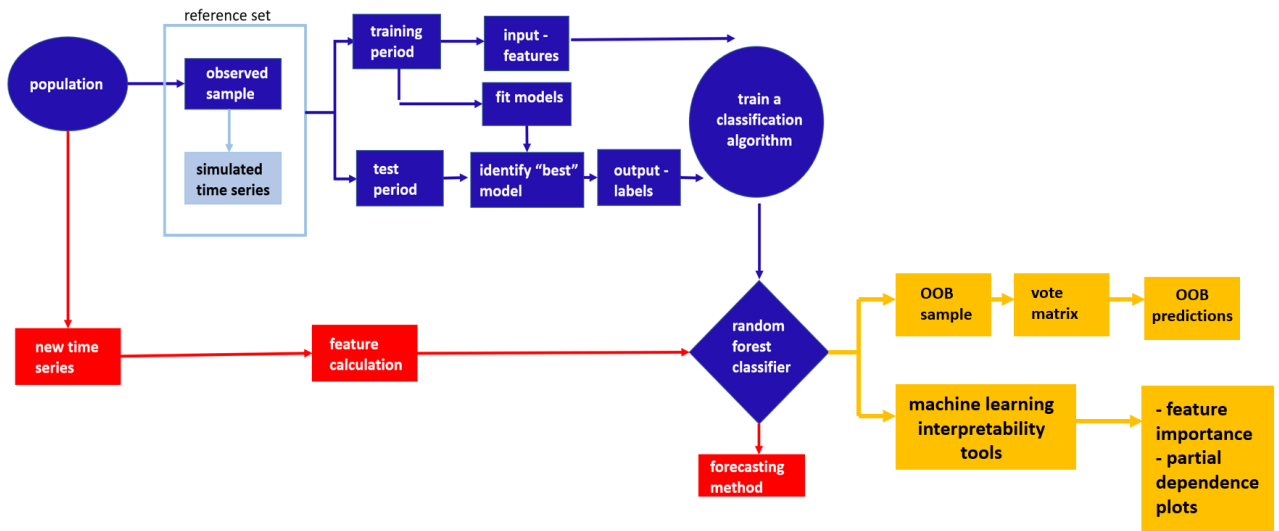 reference set
population
observed
sample
simulated
time series
training
period
input -
features
fit models
test
period
identify “best”
model
output -
labels
train a
classification
algorithm
new time
series
feature
calculation
random
forest
classifier
forecasting
method
OOB
sample
vote
matrix
OOB
predictions
machine learning
interpretability
tools
- feature
importance
- partial
dependence
plots